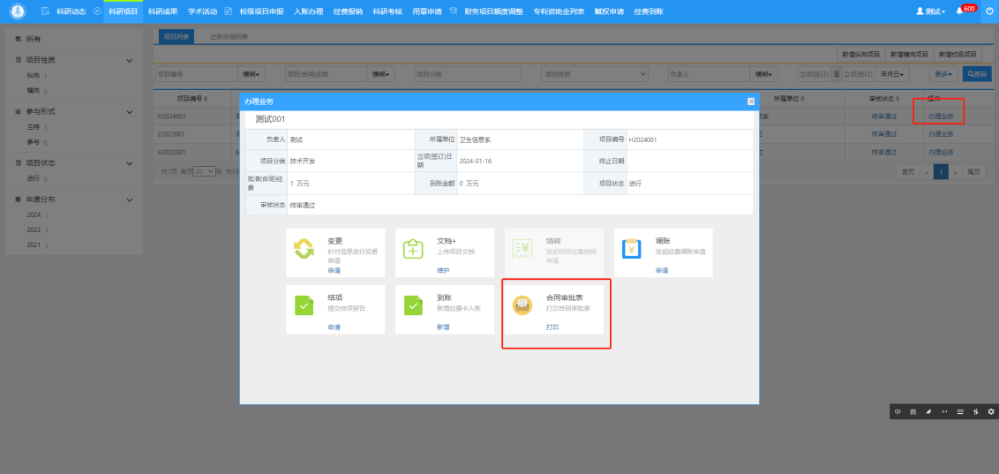 科研动态 科研项目 科研成果 学术活动 校级项目申报 入账办理 经费报销 科研考核 用章申请 财务项目额度调整 专利资助金列表 赋权申请 经费到账 测试 600
所有
项目性质
纵向 1
横向 2
参与形式
主持 3
参与 0
项目状态
进行 3
年度分布
2024 1
2022 1
2021 1
项目列表 出账合同列表
新增纵向项目 新增横向项目 新增校级项目
项目编号 模糊 项目(合同)名称 模糊 项目分类 项目性质 负责人 模糊 立项(签订) 至 立项(签订) 年月日 更多 查询
项目编号 所属单位 审核状态 操作
H2024001 终审通过 办理业务
Z2022001 终审通过 办理业务
H2022001 终审通过 办理业务
共1页 每页 20 条 共3 首页 « 1 » 尾页
办理业务
测试001
负责人 测试 所属单位 卫生信息系 项目编号 H2024001
项目分类 技术开发 立项(签订)日期 2024-01-16 终止日期
批准(合同)经费 1 万元 到账金额 0 万元 项目状态 进行
审核状态 终审通过
变更
针对信息进行变更
申请
申请
文档+
上传项目文档
维护
结转
发起项目经费结转
申请
调账
发起经费调账申请
申请
结项
提交结项报告
申请
到账
新增经费卡入账
新增
合同审批表
打印合同审批表
打印
中 简